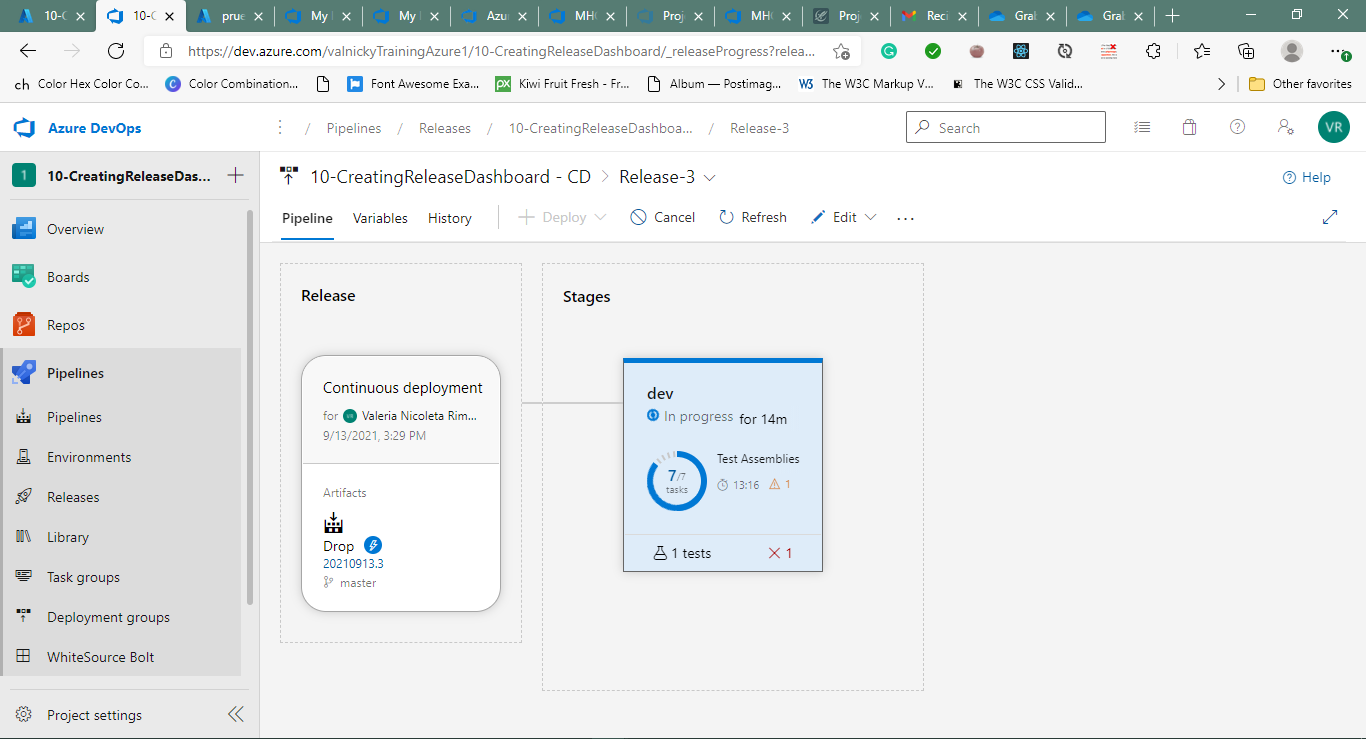 10-C
10-C
prue
My
My
Azu
MH
Proj
MH
Proj
Reci
Gral
Gral
https://dev.azure.com/valnickyTrainingAzure1/10-CreatingReleaseDashboard/_releaseProgress?relea...
ch Color Hex Color Co...
Color Combination...
Font Awesome Exa...
px Kiwi Fruit Fresh - Fr...
Album — Postimag...
W3 The W3C Markup V...
The W3C CSS Valid...
Other favorites
Azure DevOps
/ Pipelines / Releases / 10-CreatingReleaseDashboa... / Release-3
Search
VR
1 10-CreatingReleaseDas...
10-CreatingReleaseDashboard - CD > Release-3
Help
Pipeline
Variables
History
Deploy
Cancel
Refresh
Edit
...
Overview
Boards
Repos
Pipelines
Pipelines
Environments
Releases
Library
Task groups
Deployment groups
WhiteSource Bolt
Project settings
Release
Continuous deployment
for VR Valeria Nicoleta Rim...
9/13/2021, 3:29 PM
Artifacts
Drop
20210913.3
master
Stages
dev
In progress for 14m
7/7
tasks
Test Assemblies
13:16 1
1 tests
1